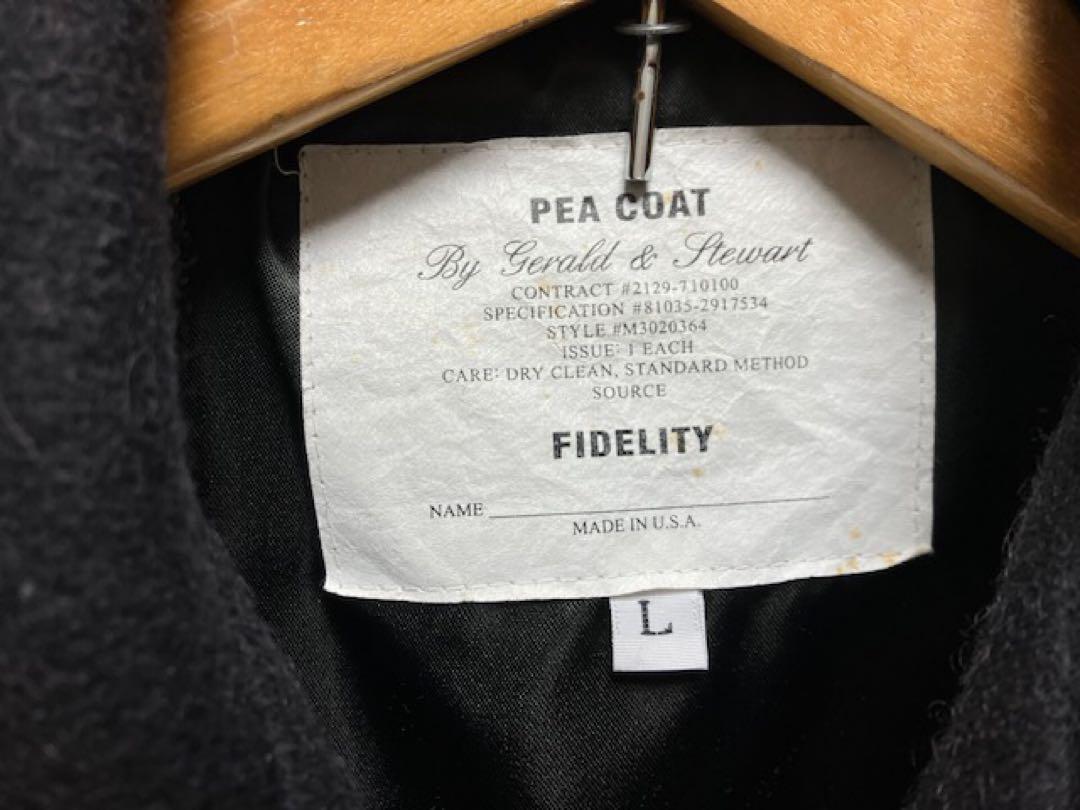 PEA COAT
By Gerald & Stewart
CONTRACT #2129-710100
SPECIFICATION #81035-2917534
STYLE #M3020364
ISSUE: 1 EACH
CARE: DRY CLEAN, STANDARD METHOD
SOURCE
FIDELITY
NAME
MADE IN U.S.A.
L